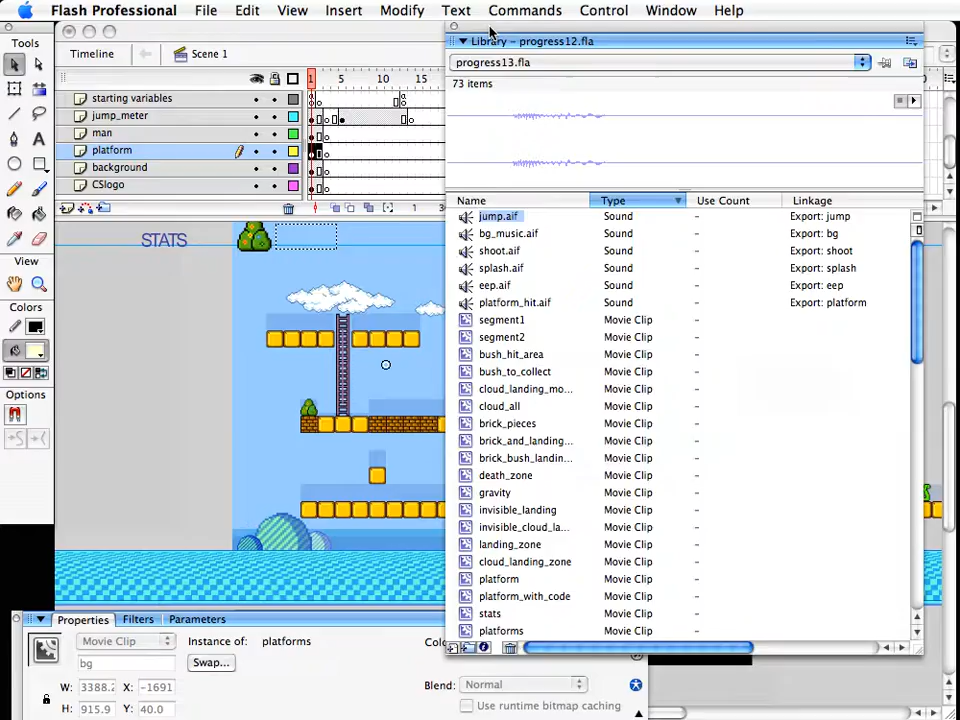 Flash Professional File Edit View Insert Modify Text Commands Control Window Help
Tools
View
Colors
Options
Timeline Scene 1
1 5 10 15
starting variables
jump_meter
man
platform
background
CSlogo
STATS
Library - progress12.fla
progress13.fla
73 items
Name Type Use Count Linkage
jump.aif Sound - Export: jump
bg_music.aif Sound - Export: bg
shoot.aif Sound - Export: shoot
splash.aif Sound - Export: splash
eep.aif Sound - Export: eep
platform_hit.aif Sound - Export: platform
segment1 Movie Clip -
segment2 Movie Clip -
bush_hit_area Movie Clip -
bush_to_collect Movie Clip -
cloud_landing_mo... Movie Clip -
cloud_all Movie Clip -
brick_pieces Movie Clip -
brick_and_landing... Movie Clip -
brick_bush_landin... Movie Clip -
death_zone Movie Clip -
gravity Movie Clip -
invisible_landing Movie Clip -
invisible_cloud_la... Movie Clip -
landing_zone Movie Clip -
cloud_landing_zone Movie Clip -
platform Movie Clip -
platform_with_code Movie Clip -
stats Movie Clip -
platforms Movie Clip -
Properties Filters Parameters
Movie Clip Instance of: platforms
bg Swap...
W: 3388.2 X: -1691
H: 915.9 Y: 40.0
Blend: Normal
Use runtime bitmap caching